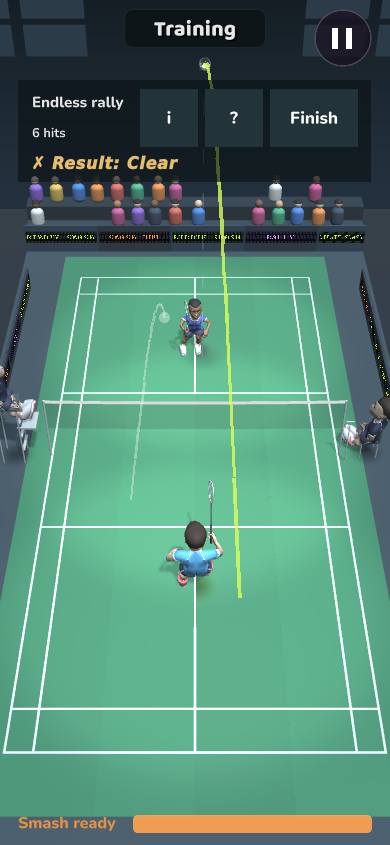 Training
Endless rally
i
?
Finish
6 hits
✗ Result: Clear
Smash ready